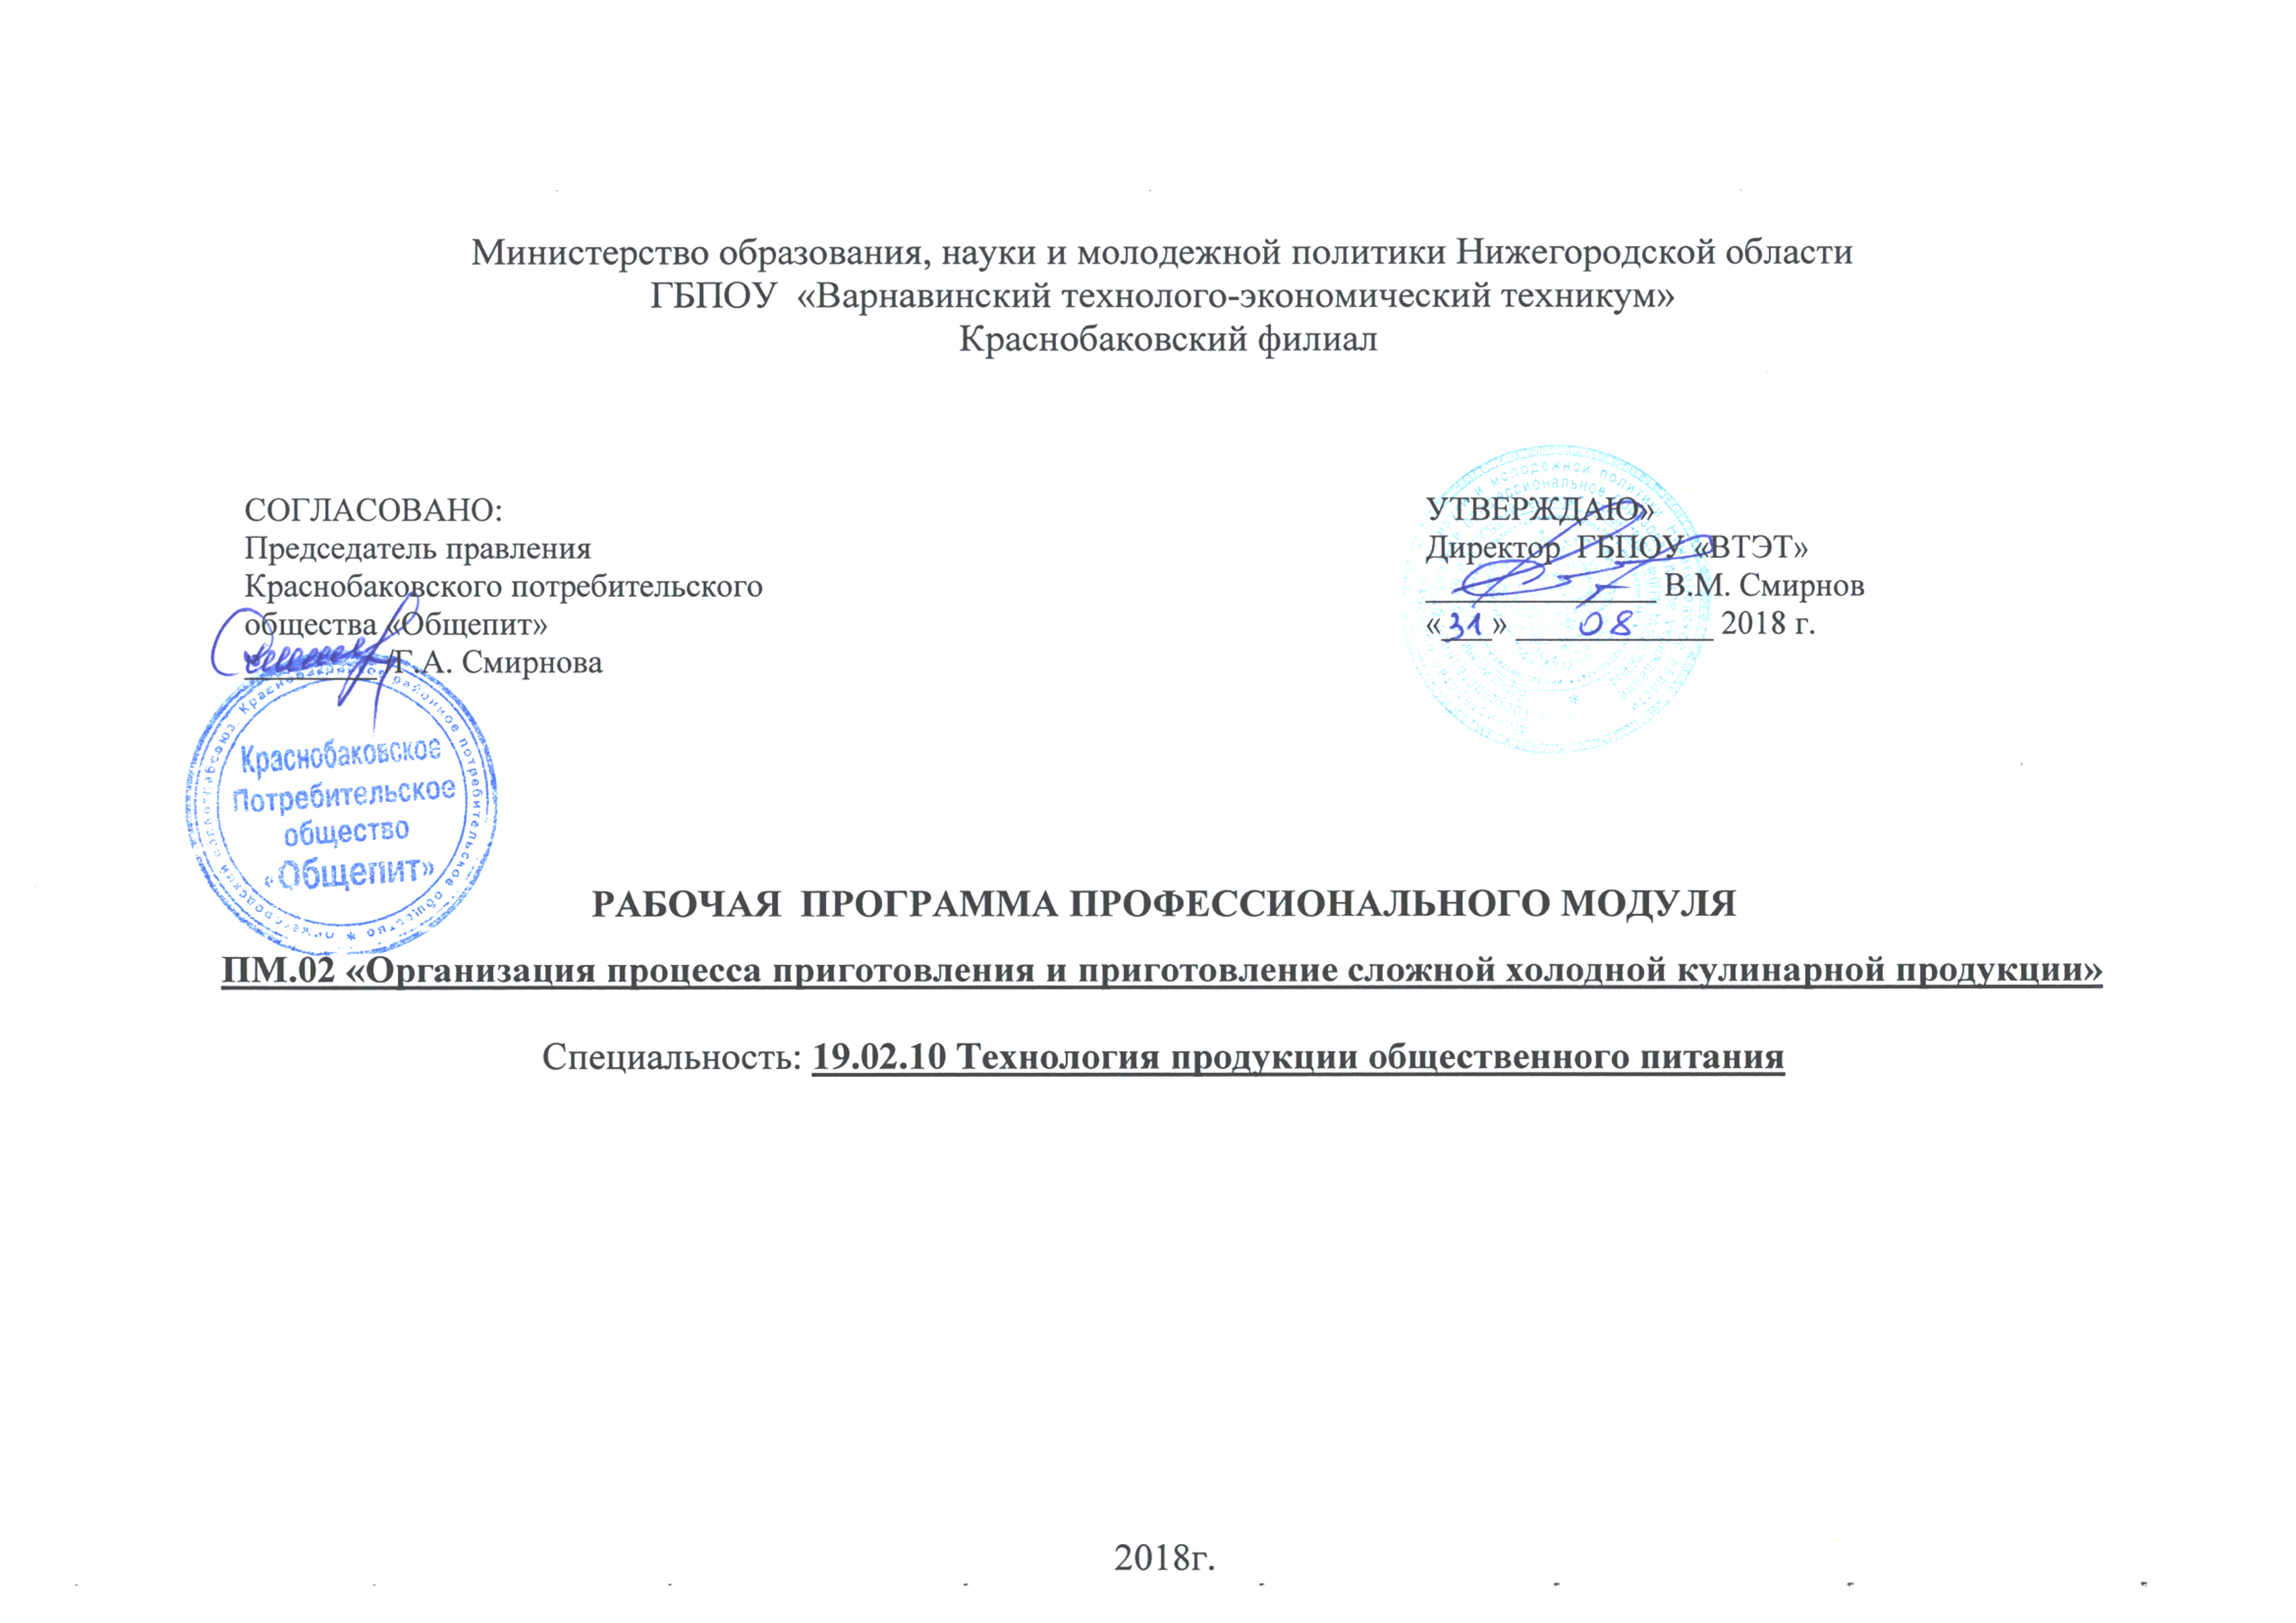 Министерство образования, науки и молодежной политики Нижегородской области
ГБПОУ «Варнавинский технолого-экономический техникум»
Краснобаковский филиал
СОГЛАСОВАНО:
Председатель правления
Краснобаковского потребительского
общества «Общепит»
________ /Г.А. Смирнова
УТВЕРЖДАЮ»
Директор ГБПОУ «ВТЭТ»
______________ В.М. Смирнов
«31» 08 2018 г.
Краснобаковское
Потребительское
общество
«Общепит»
РАБОЧАЯ ПРОГРАММА ПРОФЕССИОНАЛЬНОГО МОДУЛЯ
ПМ.02 «Организация процесса приготовления и приготовление сложной холодной кулинарной продукции»
Специальность: 19.02.10 Технология продукции общественного питания
2018г.